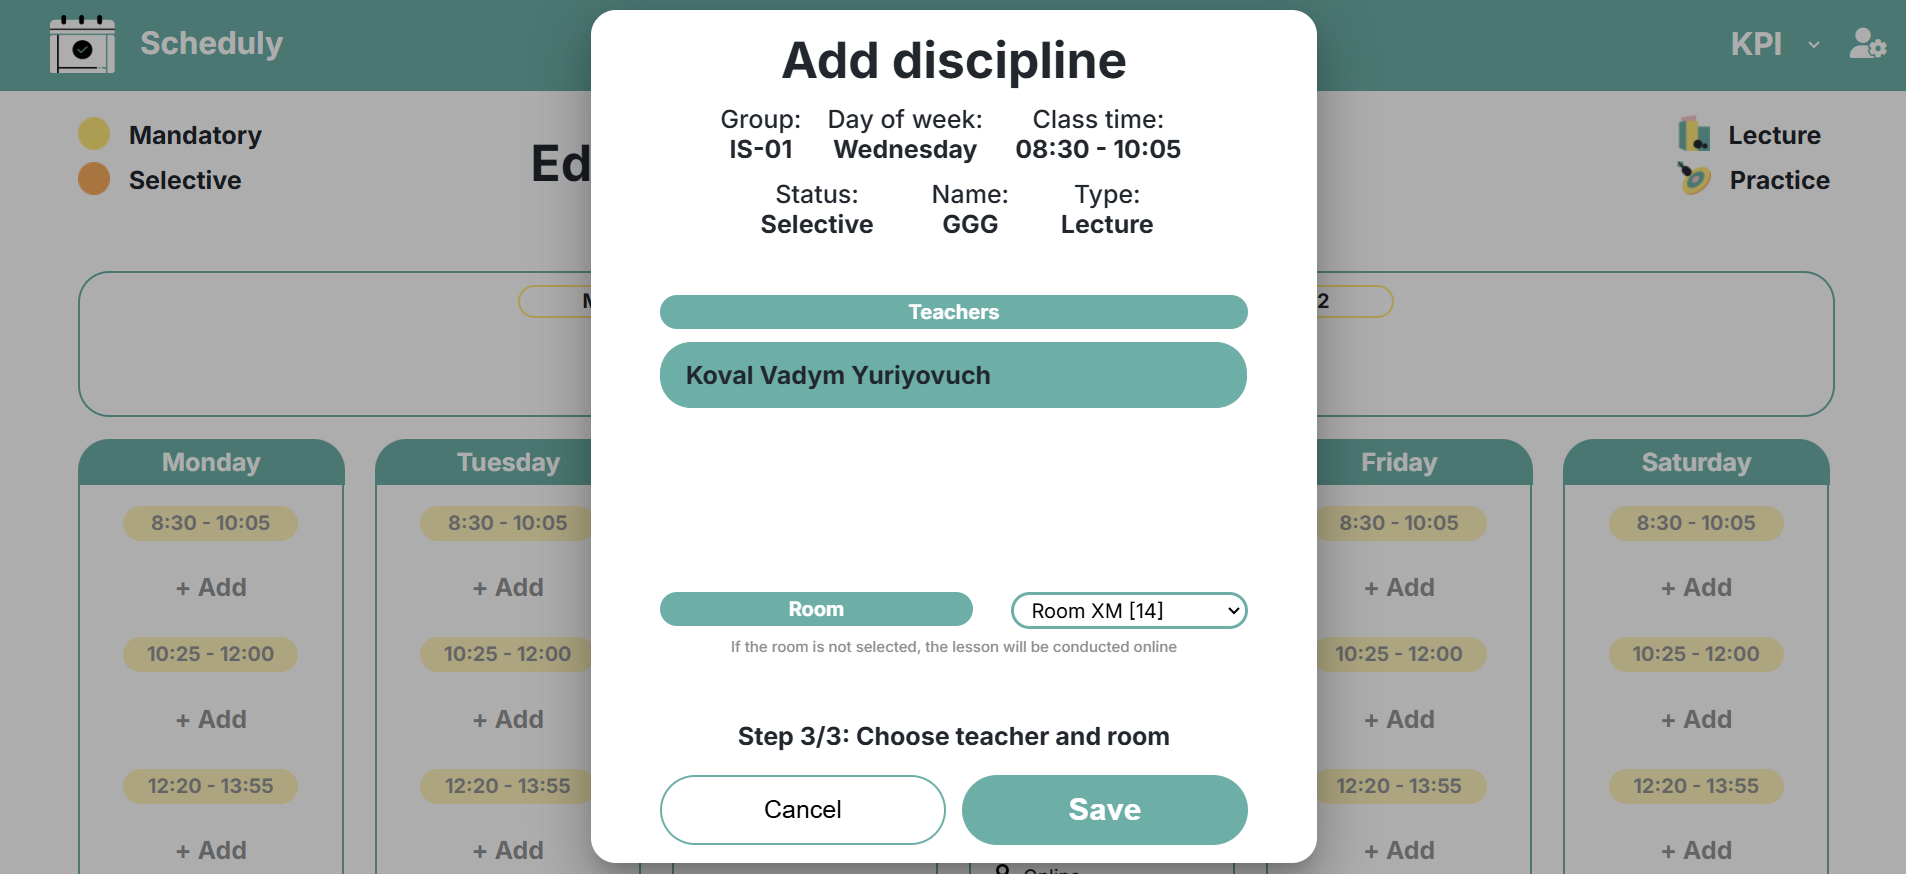 Scheduly
KPI
Mandatory
Selective
Lecture
Practice
Add discipline
Group:
IS-01
Day of week:
Wednesday
Class time:
08:30 - 10:05
Status:
Selective
Name:
GGG
Type:
Lecture
Teachers
Koval Vadym Yuriyovuch
Room
Room XM [14]
If the room is not selected, the lesson will be conducted online
Step 3/3: Choose teacher and room
Cancel
Save
Monday
8:30 - 10:05
+ Add
10:25 - 12:00
+ Add
12:20 - 13:55
+ Add
Tuesday
8:30 - 10:05
+ Add
10:25 - 12:00
+ Add
12:20 - 13:55
+ Add
Friday
8:30 - 10:05
+ Add
10:25 - 12:00
+ Add
12:20 - 13:55
+ Add
Saturday
8:30 - 10:05
+ Add
10:25 - 12:00
+ Add
12:20 - 13:55
+ Add